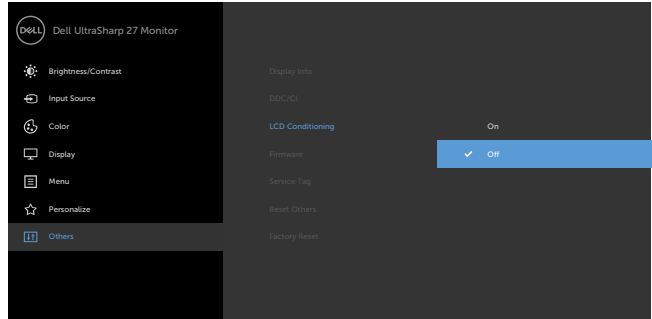 DELL Dell UltraSharp 27 Monitor
Brightness/Contrast
Input Source
Color
Display
Menu
Personalize
Others
Display Info
DDC/CI
LCD Conditioning
Firmware
Service Tag
Reset Others
Factory Reset
On
Off